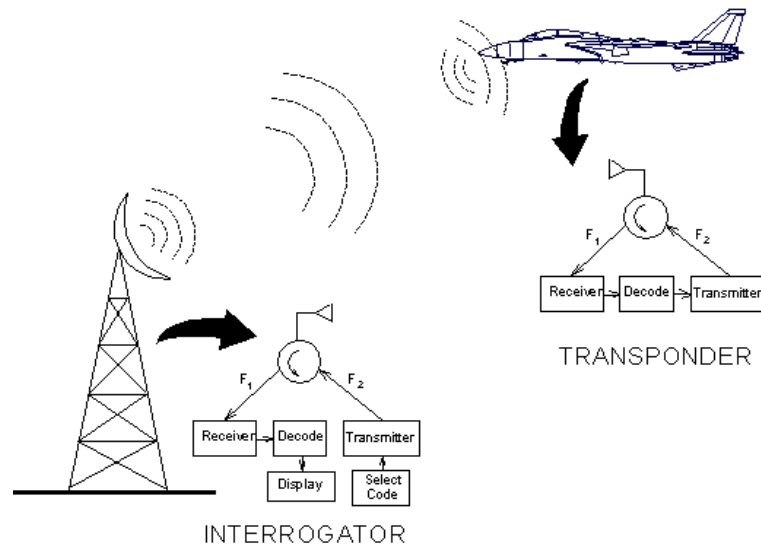 F1
F2
Receiver
Decode
Transmitter
TRANSPONDER
F1
F2
Receiver
Decode
Transmitter
Display
Select
Code
INTERROGATOR